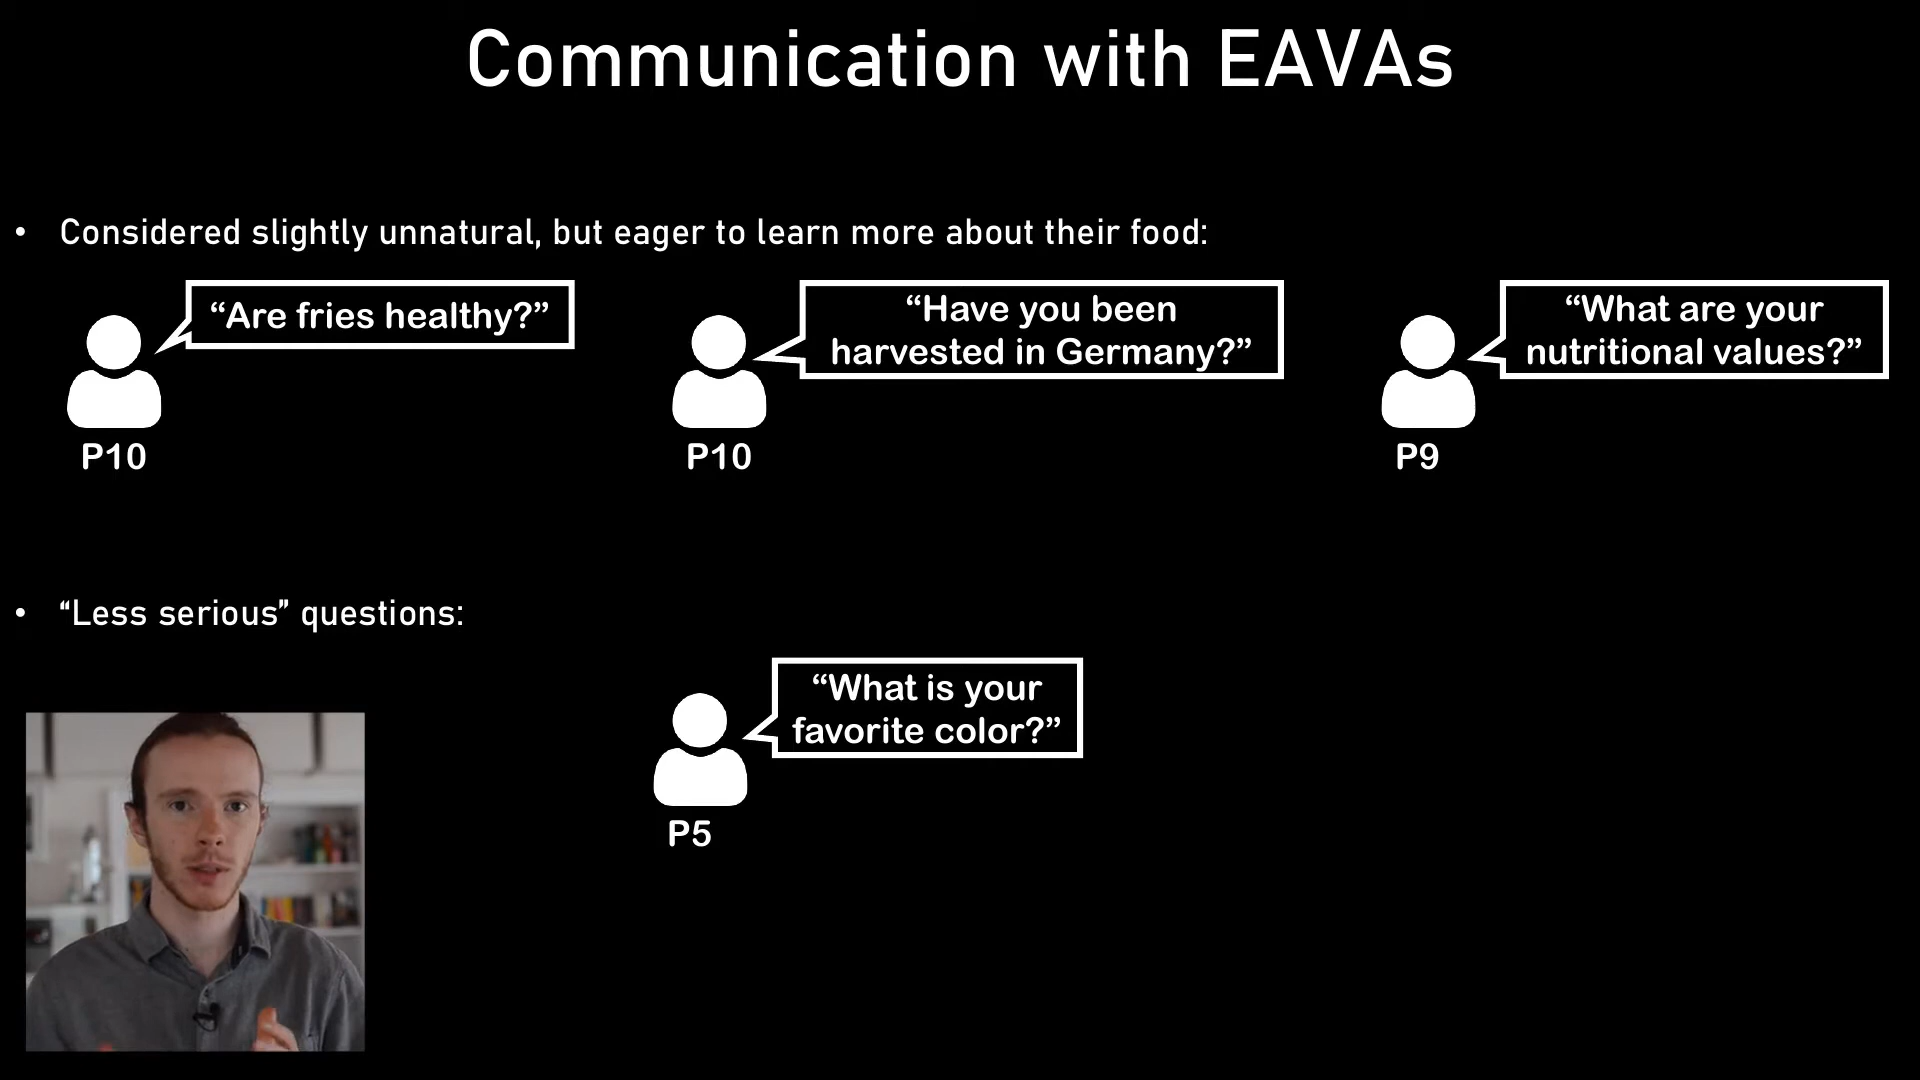 Communication with EAVAs
• Considered slightly unnatural, but eager to learn more about their food:
“Are fries healthy?”
P10
“Have you been
harvested in Germany?”
P10
“What are your
nutritional values?”
P9
• “Less serious” questions:
“What is your
favorite color?”
P5